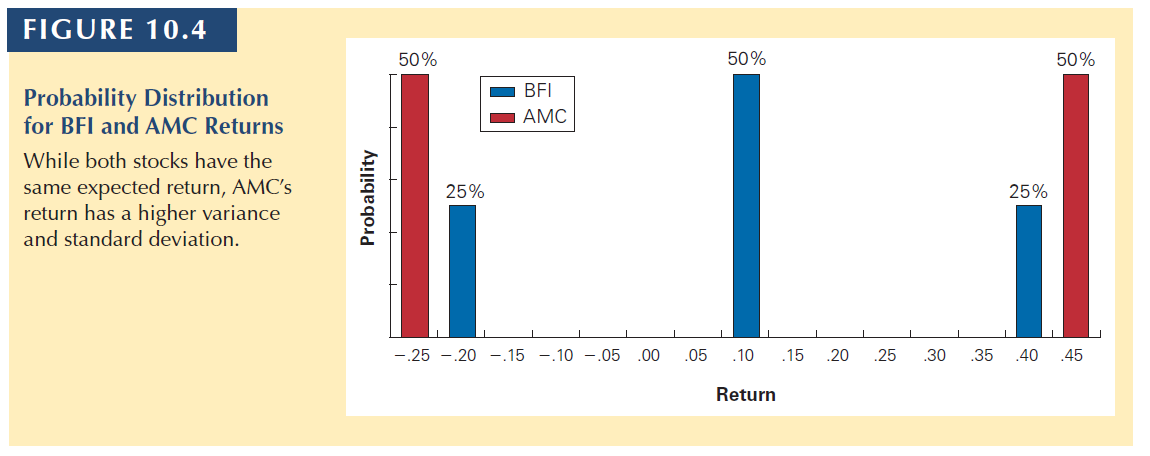 FIGURE 10.4
Probability Distribution
for BFI and AMC Returns
While both stocks have the
same expected return, AMC's
return has a higher variance
and standard deviation.
50% 50% 50%
BFI
AMC
25% 25%
Probability
–.25 –.20 –.15 –.10 –.05 .00 .05 .10 .15 .20 .25 .30 .35 .40 .45
Return